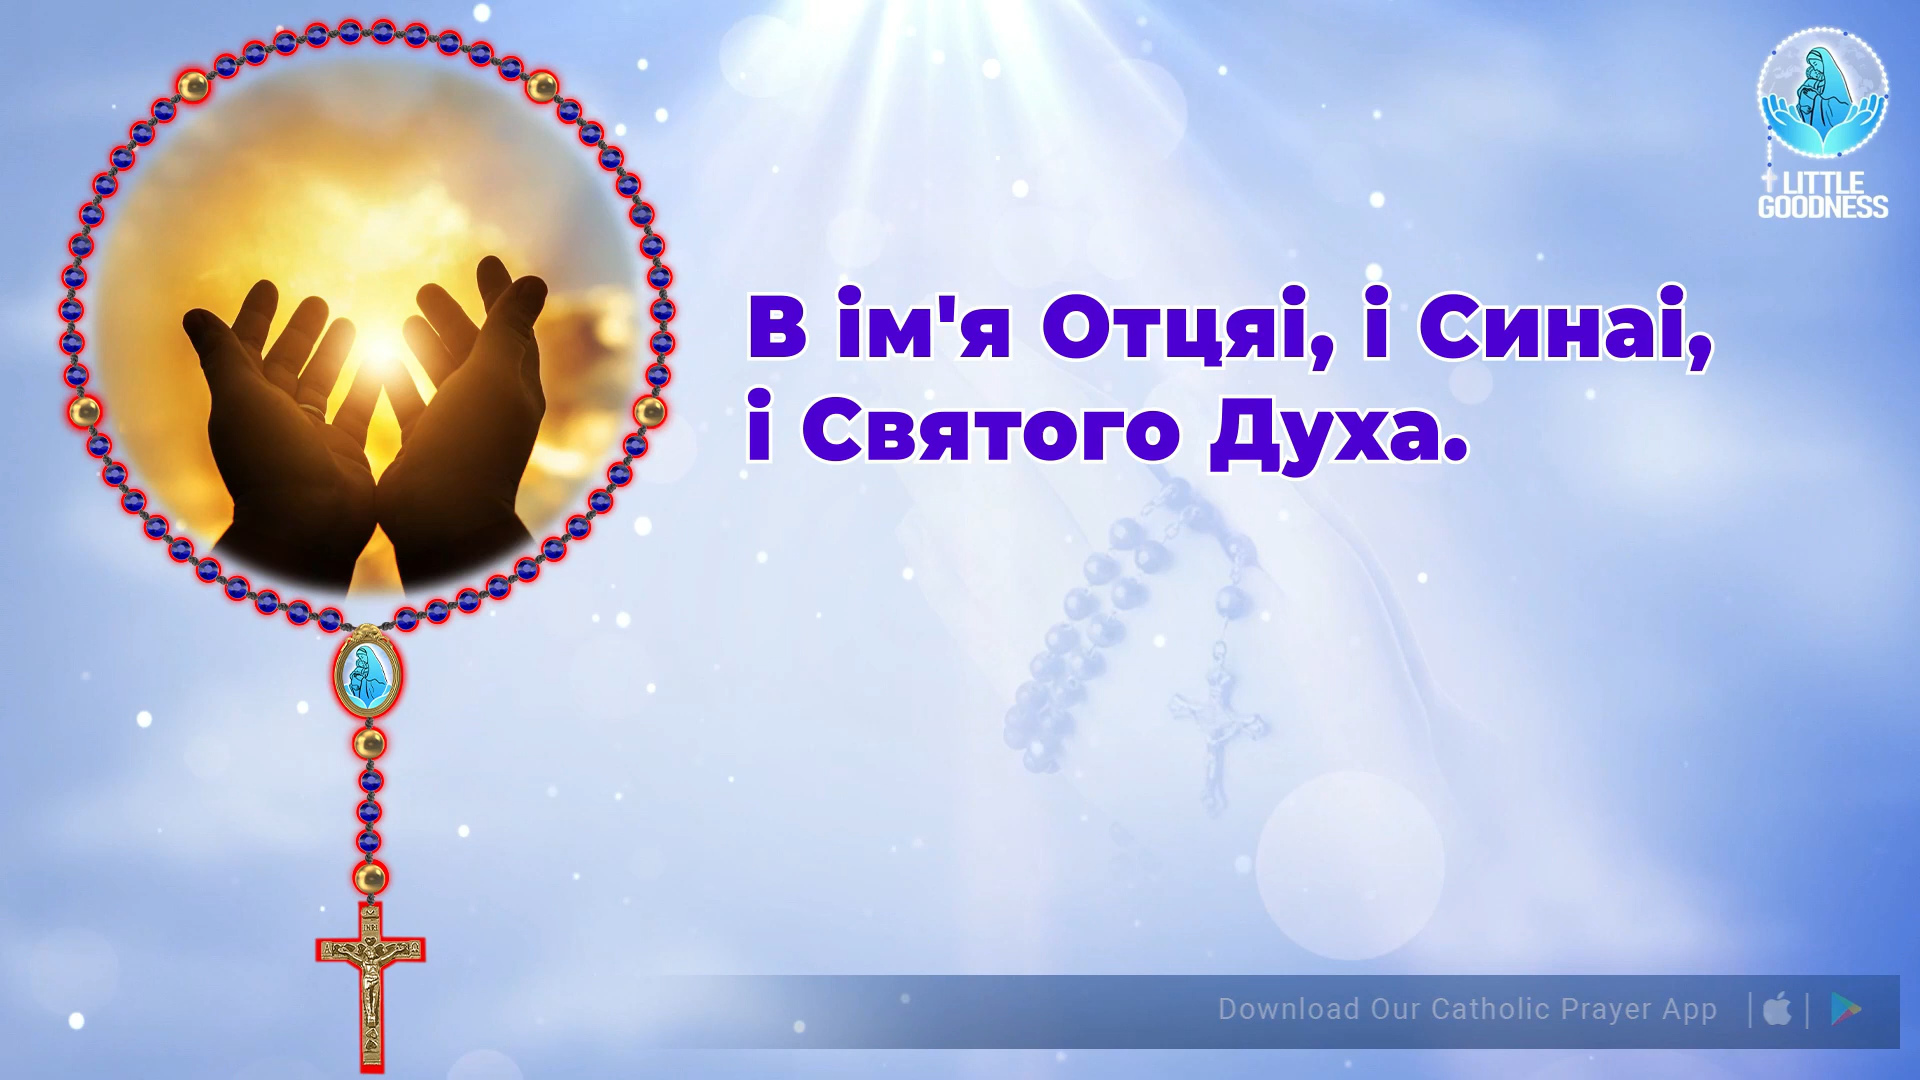 LITTLE
GOODNESS
В ім'я Отцяі, і Синаі,
і Святого Духа.
INRI
Download Our Catholic Prayer App